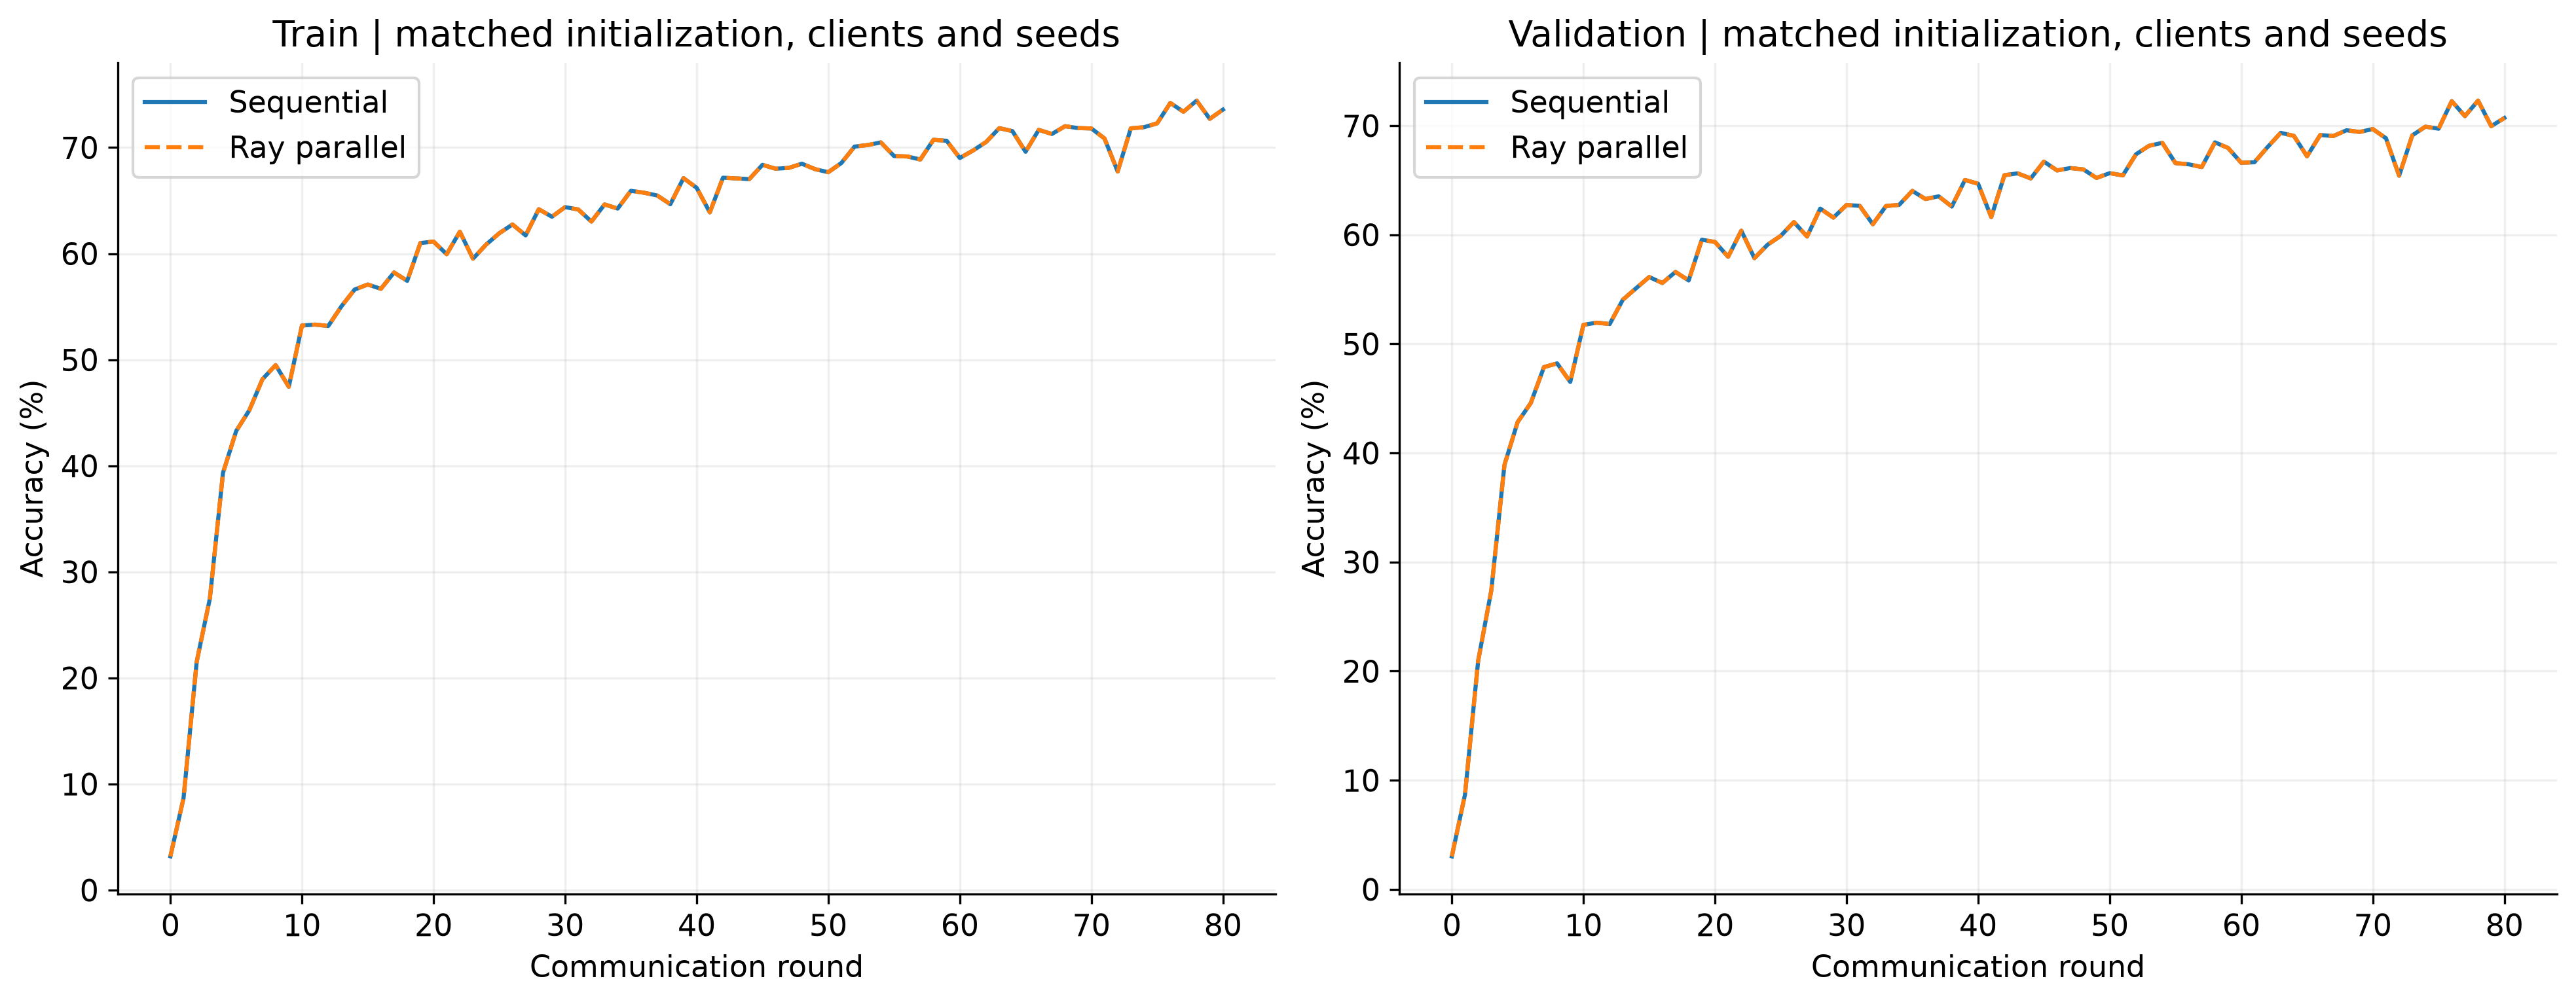 Train | matched initialization, clients and seeds
Sequential
Ray parallel
Accuracy (%)
70
60
50
40
30
20
10
0
0 10 20 30 40 50 60 70 80
Communication round
Validation | matched initialization, clients and seeds
Sequential
Ray parallel
Accuracy (%)
70
60
50
40
30
20
10
0
0 10 20 30 40 50 60 70 80
Communication round